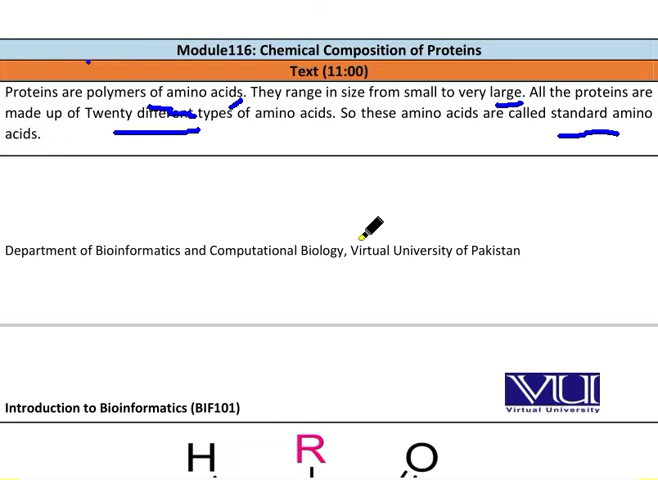 Module116: Chemical Composition of Proteins
Text (11:00)
Proteins are polymers of amino acids. They range in size from small to very large. All the proteins are
made up of Twenty different types of amino acids. So these amino acids are called standard amino
acids.
Department of Bioinformatics and Computational Biology, Virtual University of Pakistan
VU
Virtual University
Introduction to Bioinformatics (BIF101)
H R O